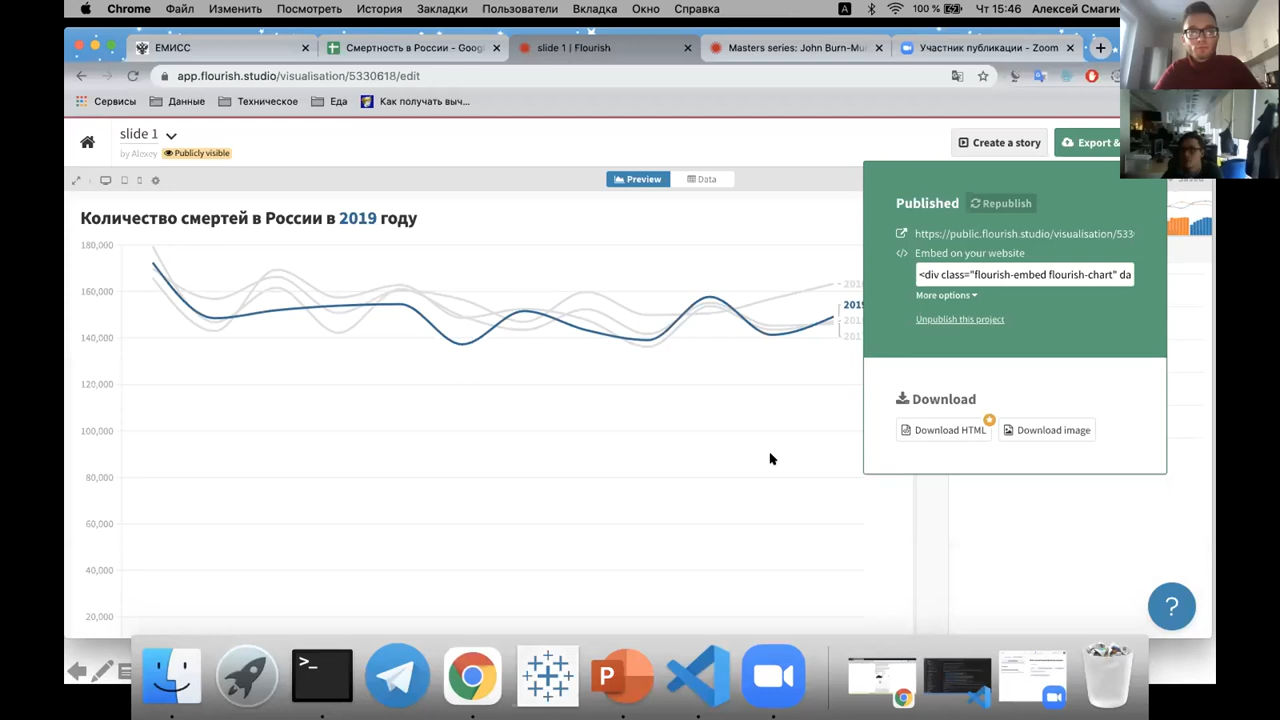 Chrome Файл Изменить Посмотреть История Закладки Пользователи Вкладка Окно Справка A 100 % Чт 15:46 Алексей Смагин
ЕМИСС Смертность в России - Goog slide 1 | Flourish Masters series: John Burn-Mu Участник публикации - Zoom
app.flourish.studio/visualisation/5330618/edit
Сервисы Данные Техническое Еда Как получать выч...
slide 1
by Alexey Publicly visible
Create a story
Export &
Preview Data
Количество смертей в России в 2019 году
180,000
160,000
140,000
120,000
100,000
80,000
60,000
40,000
20,000
2019
Published Republish
https://public.flourish.studio/visualisation/533
Embed on your website
<div class="flourish-embed flourish-chart" da
More options
Unpublish this project
Download
Download HTML Download image
?
>_
P